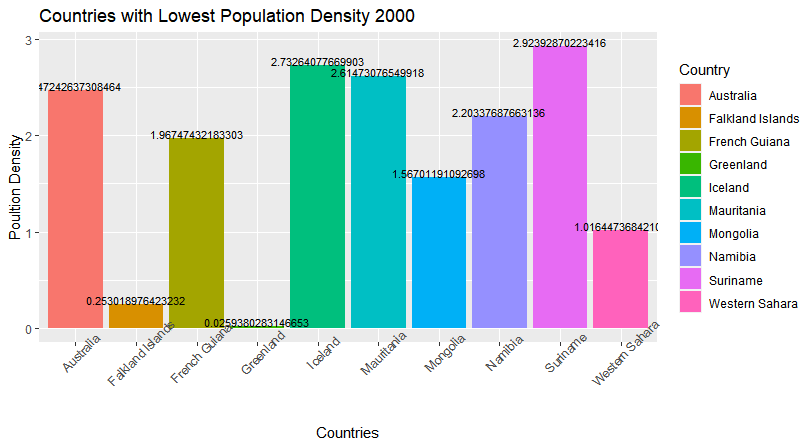 Countries with Lowest Population Density 2000
Poultion Density
3
2
1
0
47242637308464
0.253018976423232
1.96747432183303
0.0259380283146653
2.73264077669903
2.61473076549918
1.56701191092698
2.20337687663136
2.92392870223416
1.0164473684210
Australia
Falkland Islands
French Guiana
Greenland
Iceland
Mauritania
Mongolia
Namibia
Suriname
Western Sahara
Countries
Country
Australia
Falkland Islands
French Guiana
Greenland
Iceland
Mauritania
Mongolia
Namibia
Suriname
Western Sahara